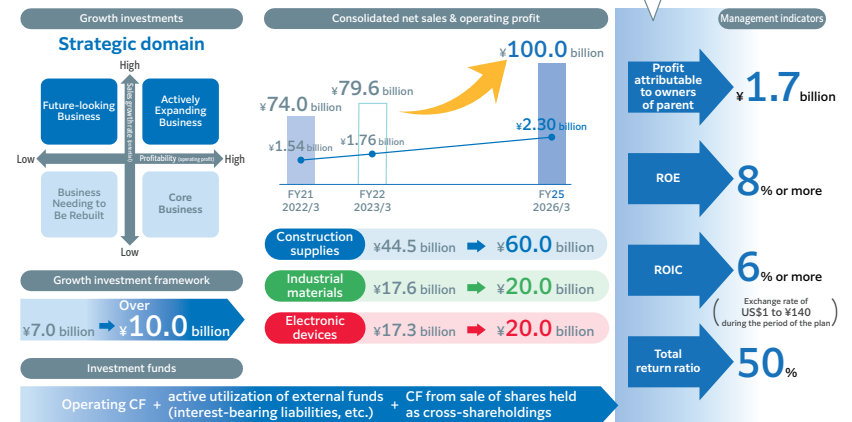 Growth investments
Strategic domain
High
Future-looking
Business
Actively
Expanding
Business
Sales growth rate (potential)
Low
Profitability (operating profit)
High
Business
Needing to
Be Rebuilt
Core
Business
Low
Growth investment framework
Over
¥7.0 billion
¥10.0 billion
Investment funds
Operating CF + active utilization of external funds
(interest-bearing liabilities, etc.)
+ CF from sale of shares held
as cross-shareholdings
Consolidated net sales & operating profit
¥74.0 billion
¥79.6 billion
¥100.0 billion
¥1.54 billion
¥1.76 billion
¥2.30 billion
FY21
2022/3
FY22
2023/3
FY25
2026/3
Construction
supplies
¥44.5 billion
¥60.0 billion
Industrial
materials
¥17.6 billion
¥20.0 billion
Electronic
devices
¥17.3 billion
¥20.0 billion
Management indicators
Profit
attributable
to owners
of parent
¥1.7 billion
ROE
8% or more
ROIC
6% or more
(Exchange rate of
US$1 to ¥140
during the period of the plan)
Total
return ratio
50%